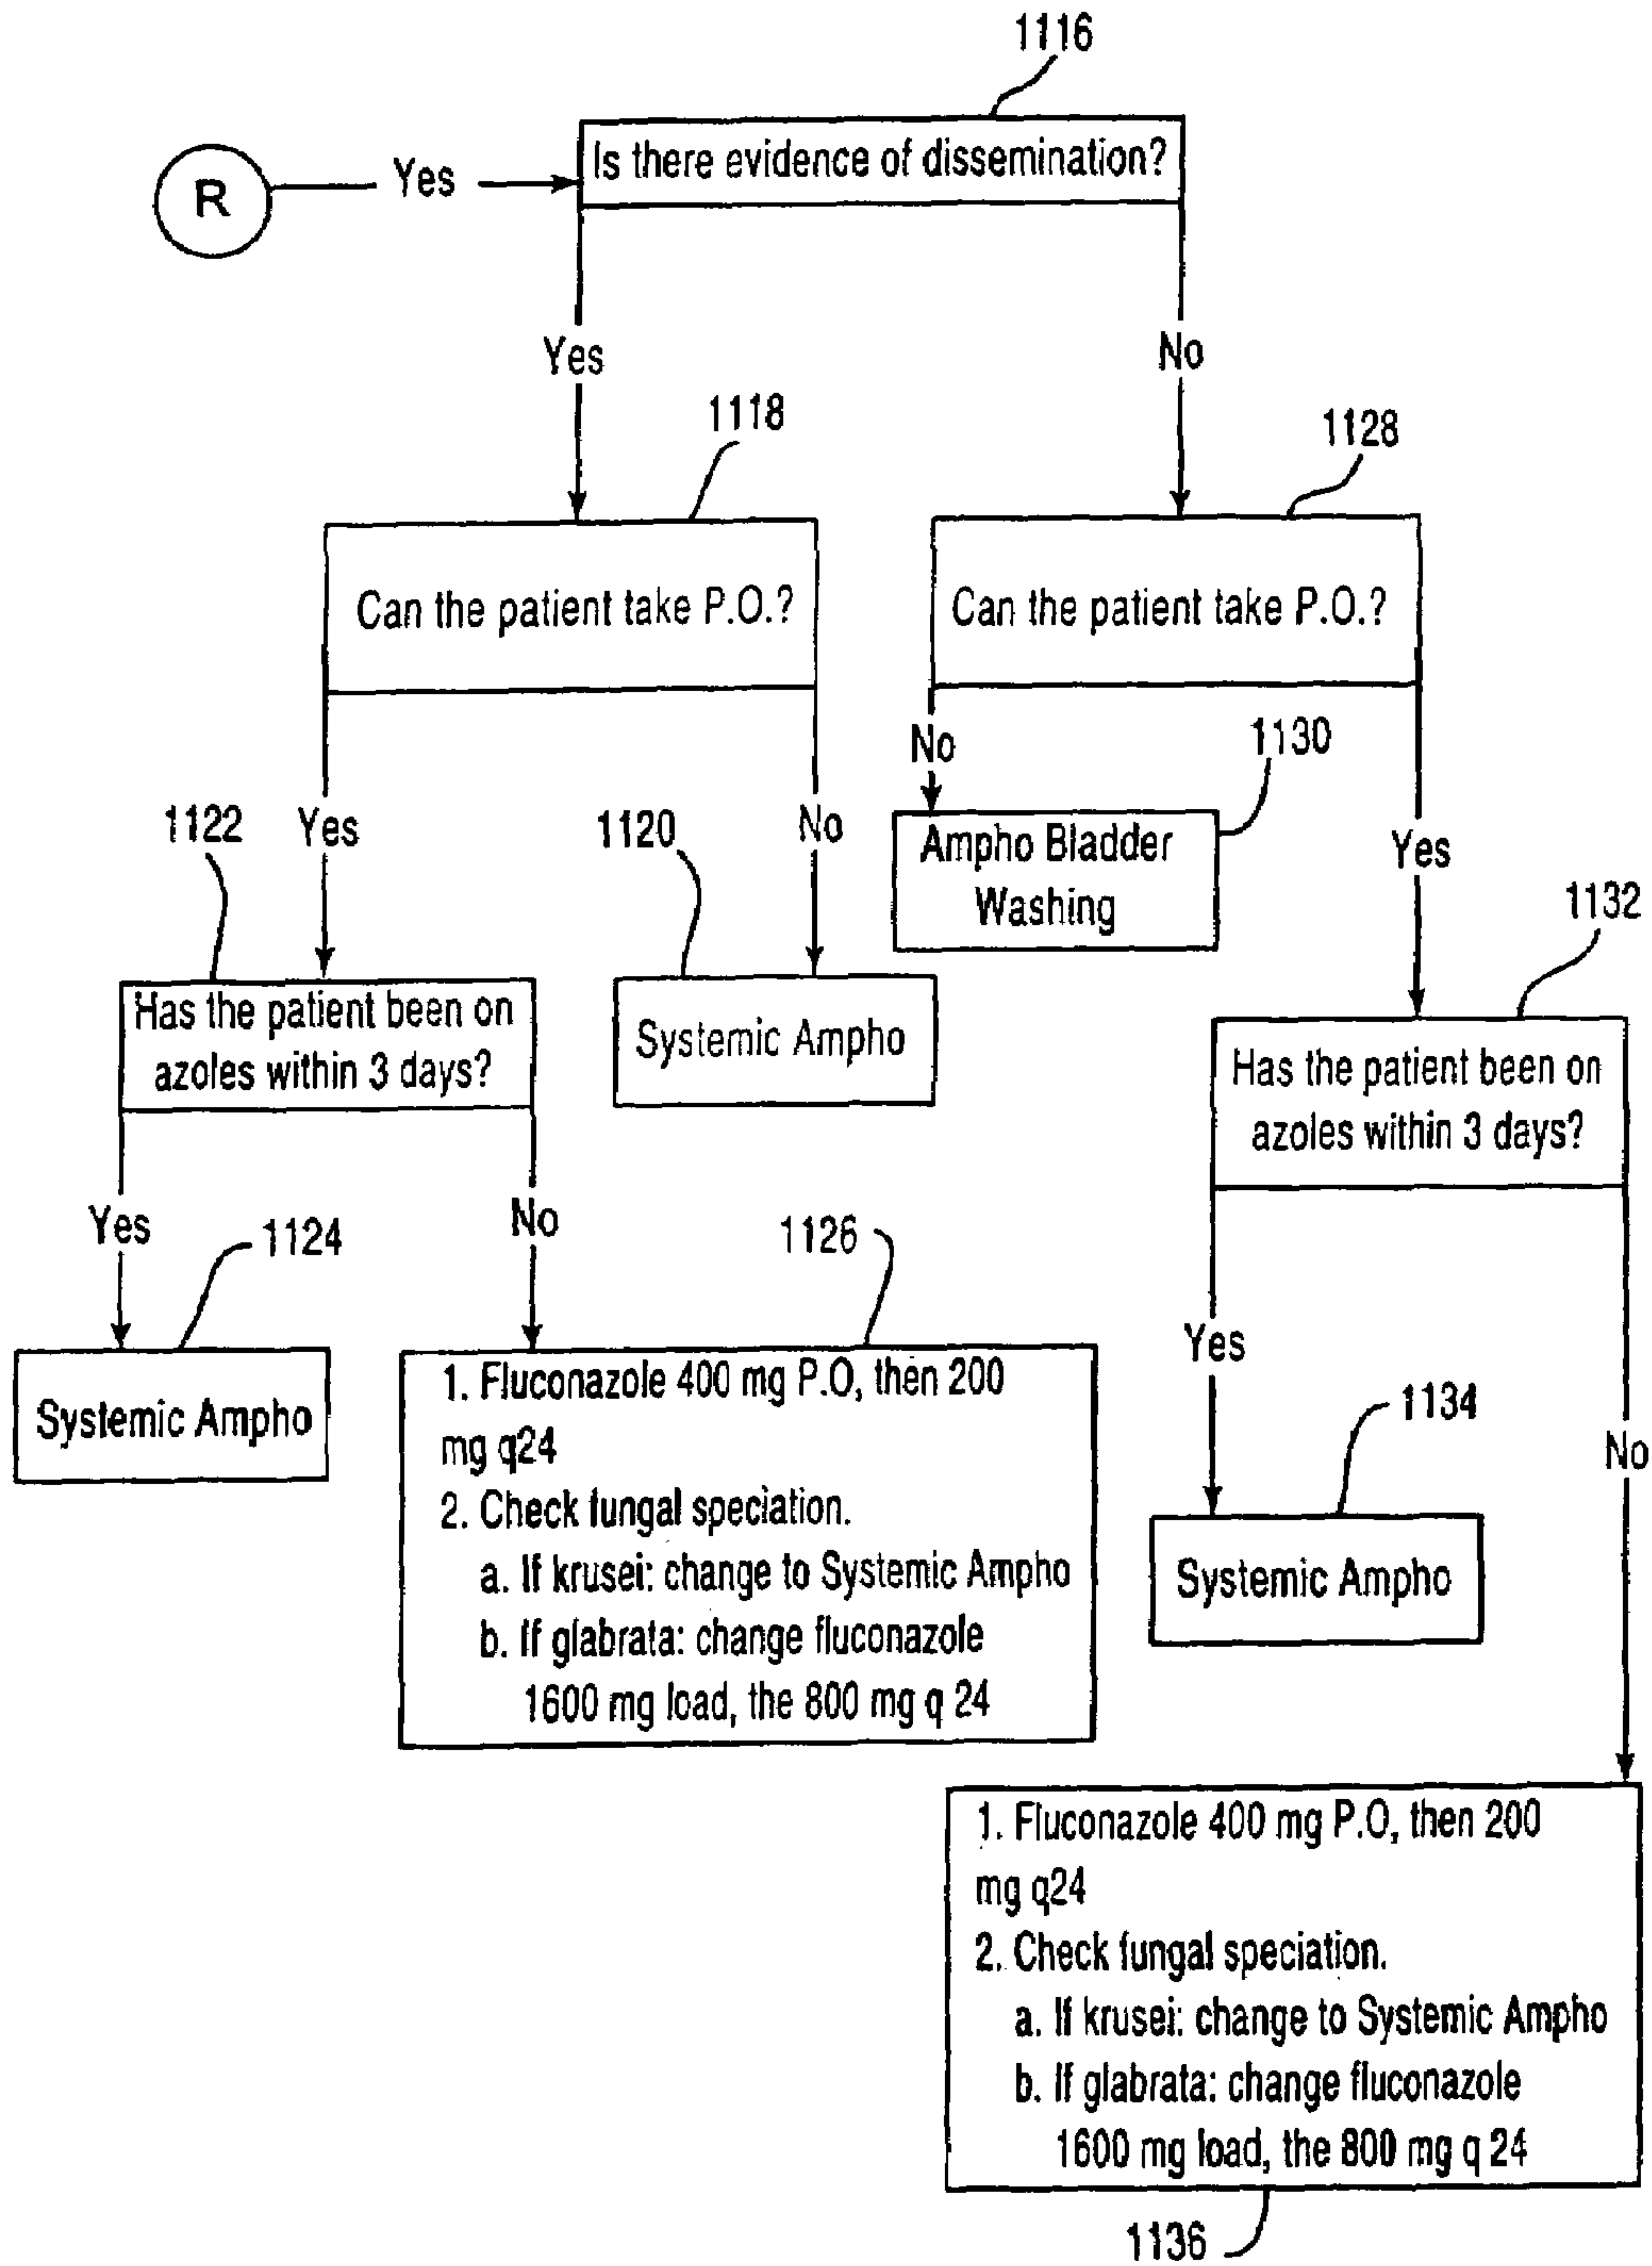 1116
Is there evidence of dissemination?
R
Yes
Yes
No
1118
1128
Can the patient take P.O.?
Can the patient take P.O.?
No
1130
1122
Yes
1120
No
Ampho Bladder
Washing
Yes
1132
Has the patient been on
azoles within 3 days?
Systemic Ampho
Has the patient been on
azoles within 3 days?
Yes
1124
No
1126
Yes
Systemic Ampho
1. Fluconazole 400 mg P.O, then 200
mg q24
2. Check fungal speciation.
a. If krusei: change to Systemic Ampho
b. If glabrata: change fluconazole
1600 mg load, the 800 mg q 24
1134
No
Systemic Ampho
1. Fluconazole 400 mg P.O, then 200
mg q24
2. Check fungal speciation.
a. If krusei: change to Systemic Ampho
b. If glabrata: change fluconazole
1600 mg load, the 800 mg q 24
1136